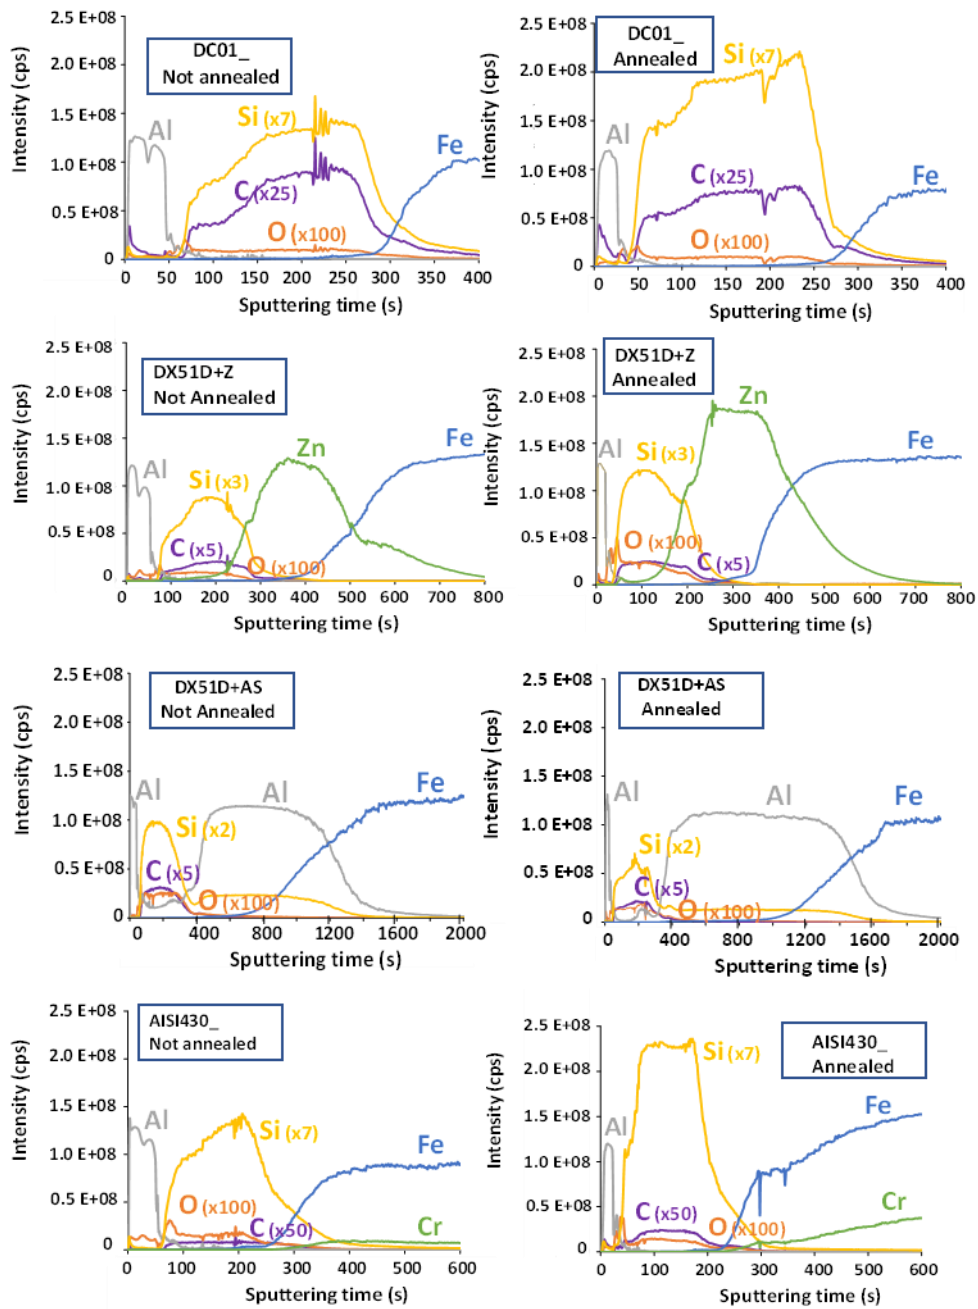 2.5 E+08
2.0 E+08
1.5 E+08
1.0 E+08
0.5 E+08
0
Intensity (cps)
DC01_
Not annealed
Al
Si (x7)
C (x25)
O (x100)
Fe
0 50 100 150 200 250 300 350 400
Sputtering time (s)
2.5 E+08
2.0 E+08
1.5 E+08
1.0 E+08
0.5 E+08
0
Intensity (cps)
DC01_
Annealed
Al
Si (x7)
C (x25)
O (x100)
Fe
0 50 100 150 200 250 300 350 400
Sputtering time (s)
2.5 E+08
2.0 E+08
1.5 E+08
1.0 E+08
0.5 E+08
0
Intensity (cps)
DX51D+Z
Not Annealed
Al
Si (x3)
Zn
Fe
C (x5)
O (x100)
0 100 200 300 400 500 600 700 800
Sputtering time (s)
2.5 E+08
2.0 E+08
1.5 E+08
1.0 E+08
0.5 E+08
0
Intensity (cps)
DX51D+Z
Annealed
Al
Si (x3)
Zn
Fe
O (x100)
C (x5)
0 100 200 300 400 500 600 700 800
Sputtering time (s)
2.5 E+08
2.0 E+08
1.5 E+08
1.0 E+08
0.5 E+08
0
Intensity (cps)
DX51D+AS
Not Annealed
Al
Si (x2)
C (x5)
O (x100)
Al
Fe
0 400 800 1200 1600 2000
Sputtering time (s)
2.5 E+08
2.0 E+08
1.5 E+08
1.0 E+08
0.5 E+08
0
Intensity (cps)
DX51D+AS
Annealed
Al
Si (x2)
C (x5)
O (x100)
Al
Fe
0 400 800 1200 1600 2000
Sputtering time (s)
2.5 E+08
2.0 E+08
1.5 E+08
1.0 E+08
0.5 E+08
0
Intensity (cps)
AISI430_
Not annealed
Al
Si (x7)
O (x100)
C (x50)
Fe
Cr
0 100 200 300 400 500 600
Sputtering time (s)
2.5 E+08
2.0 E+08
1.5 E+08
1.0 E+08
0.5 E+08
0
Intensity (cps)
AISI430_
Annealed
Al
Si (x7)
C (x50)
O (x100)
Fe
Cr
0 100 200 300 400 500 600
Sputtering time (s)